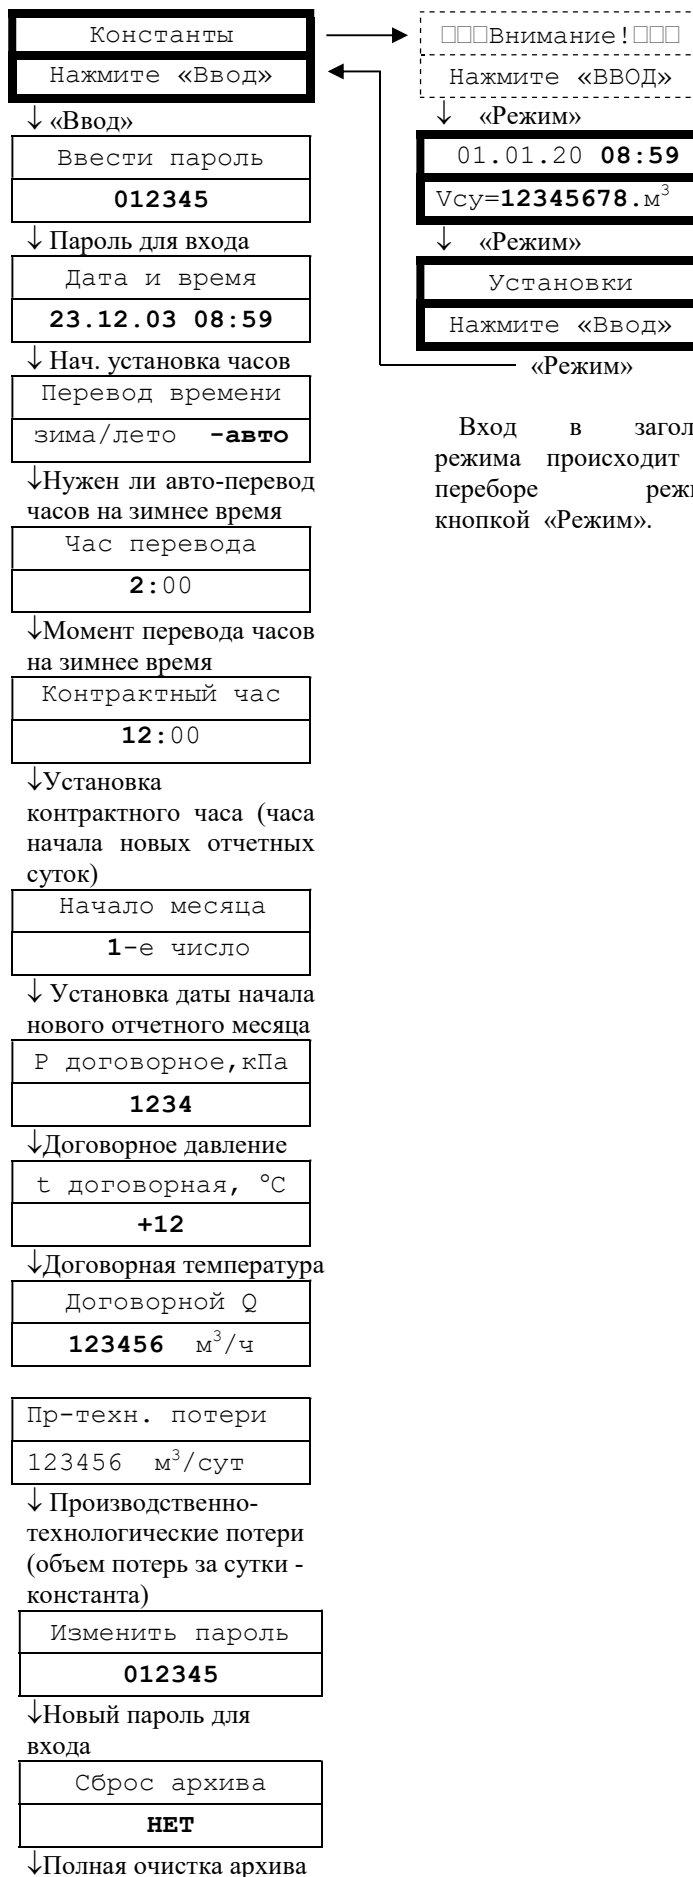 Константы
Нажмите «Ввод»
↓ «Ввод»
Ввести пароль
012345
↓ Пароль для входа
Дата и время
23.12.03 08:59
↓ Нач. установка часов
Перевод времени
зима/лето -авто
↓Нужен ли авто-перевод
часов на зимнее время
Час перевода
2:00
↓Момент перевода часов
на зимнее время
Контрактный час
12:00
↓Установка
контрактного часа (часа
начала новых отчетных
суток)
Начало месяца
1-е число
↓ Установка даты начала
нового отчетного месяца
Р договорное,кПа
1234
↓Договорное давление
t договорная, °С
+12
↓Договорная температура
Договорной Q
123456 м³/ч
Пр-техн. потери
123456 м³/сут
↓ Производственно-
технологические потери
(объем потерь за сутки -
константа)
Изменить пароль
012345
↓Новый пароль для
входа
Сброс архива
НЕТ
↓Полная очистка архива
□□□Внимание!□□□
Нажмите «ВВОД»
↓ «Режим»
01.01.20 08:59
Vсу=12345678.м³
↓ «Режим»
Установки
Нажмите «Ввод»
«Режим»
Вход в
режима происходит
переборе
кнопкой «Режим».